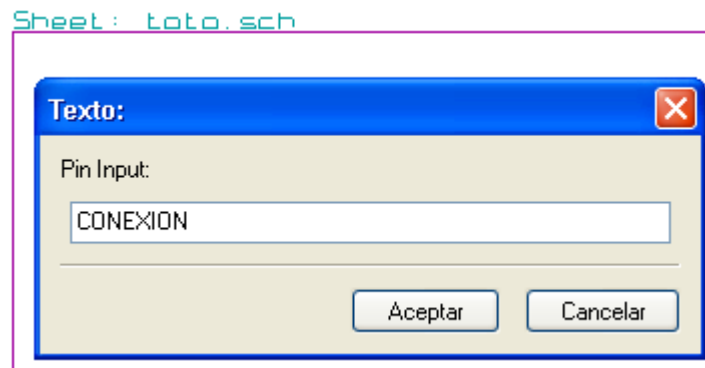 Sheet: toto.sch
Texto:
Pin Input:
CONEXION
Aceptar Cancelar